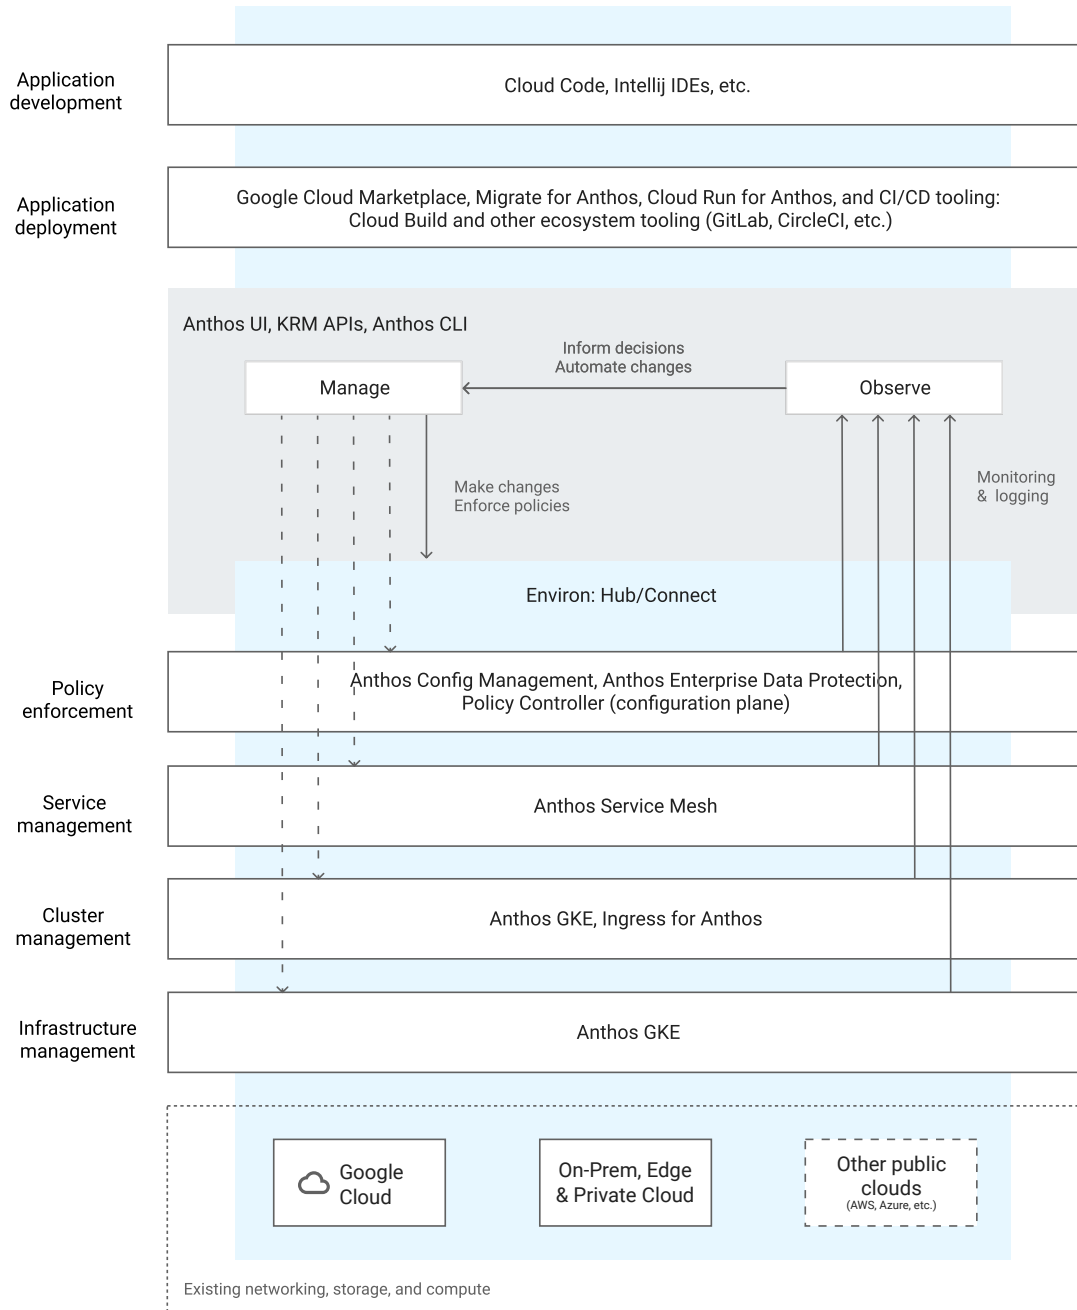 Application
development
Cloud Code, Intellij IDEs, etc.
Application
deployment
Google Cloud Marketplace, Migrate for Anthos, Cloud Run for Anthos, and CI/CD tooling:
Cloud Build and other ecosystem tooling (GitLab, CircleCI, etc.)
Anthos UI, KRM APIs, Anthos CLI
Manage
Inform decisions
Automate changes
Observe
Make changes
Enforce policies
Monitoring
& logging
Environ: Hub/Connect
Policy
enforcement
Anthos Config Management, Anthos Enterprise Data Protection,
Policy Controller (configuration plane)
Service
management
Anthos Service Mesh
Cluster
management
Anthos GKE, Ingress for Anthos
Infrastructure
management
Anthos GKE
Google
Cloud
On-Prem, Edge
& Private Cloud
Other public
clouds
(AWS, Azure, etc.)
Existing networking, storage, and compute